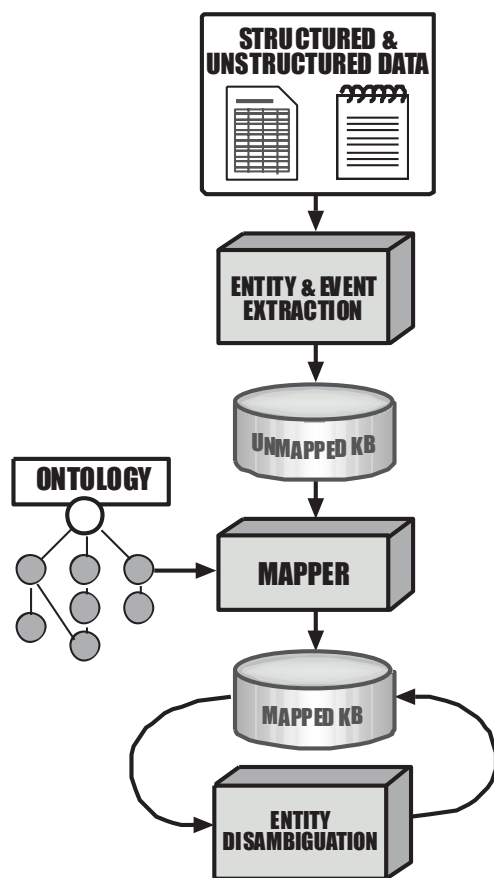 STRUCTURED &
UNSTRUCTURED DATA
ENTITY & EVENT
EXTRACTION
UNMAPPED KB
ONTOLOGY
MAPPER
MAPPED KB
ENTITY
DISAMBIGUATION